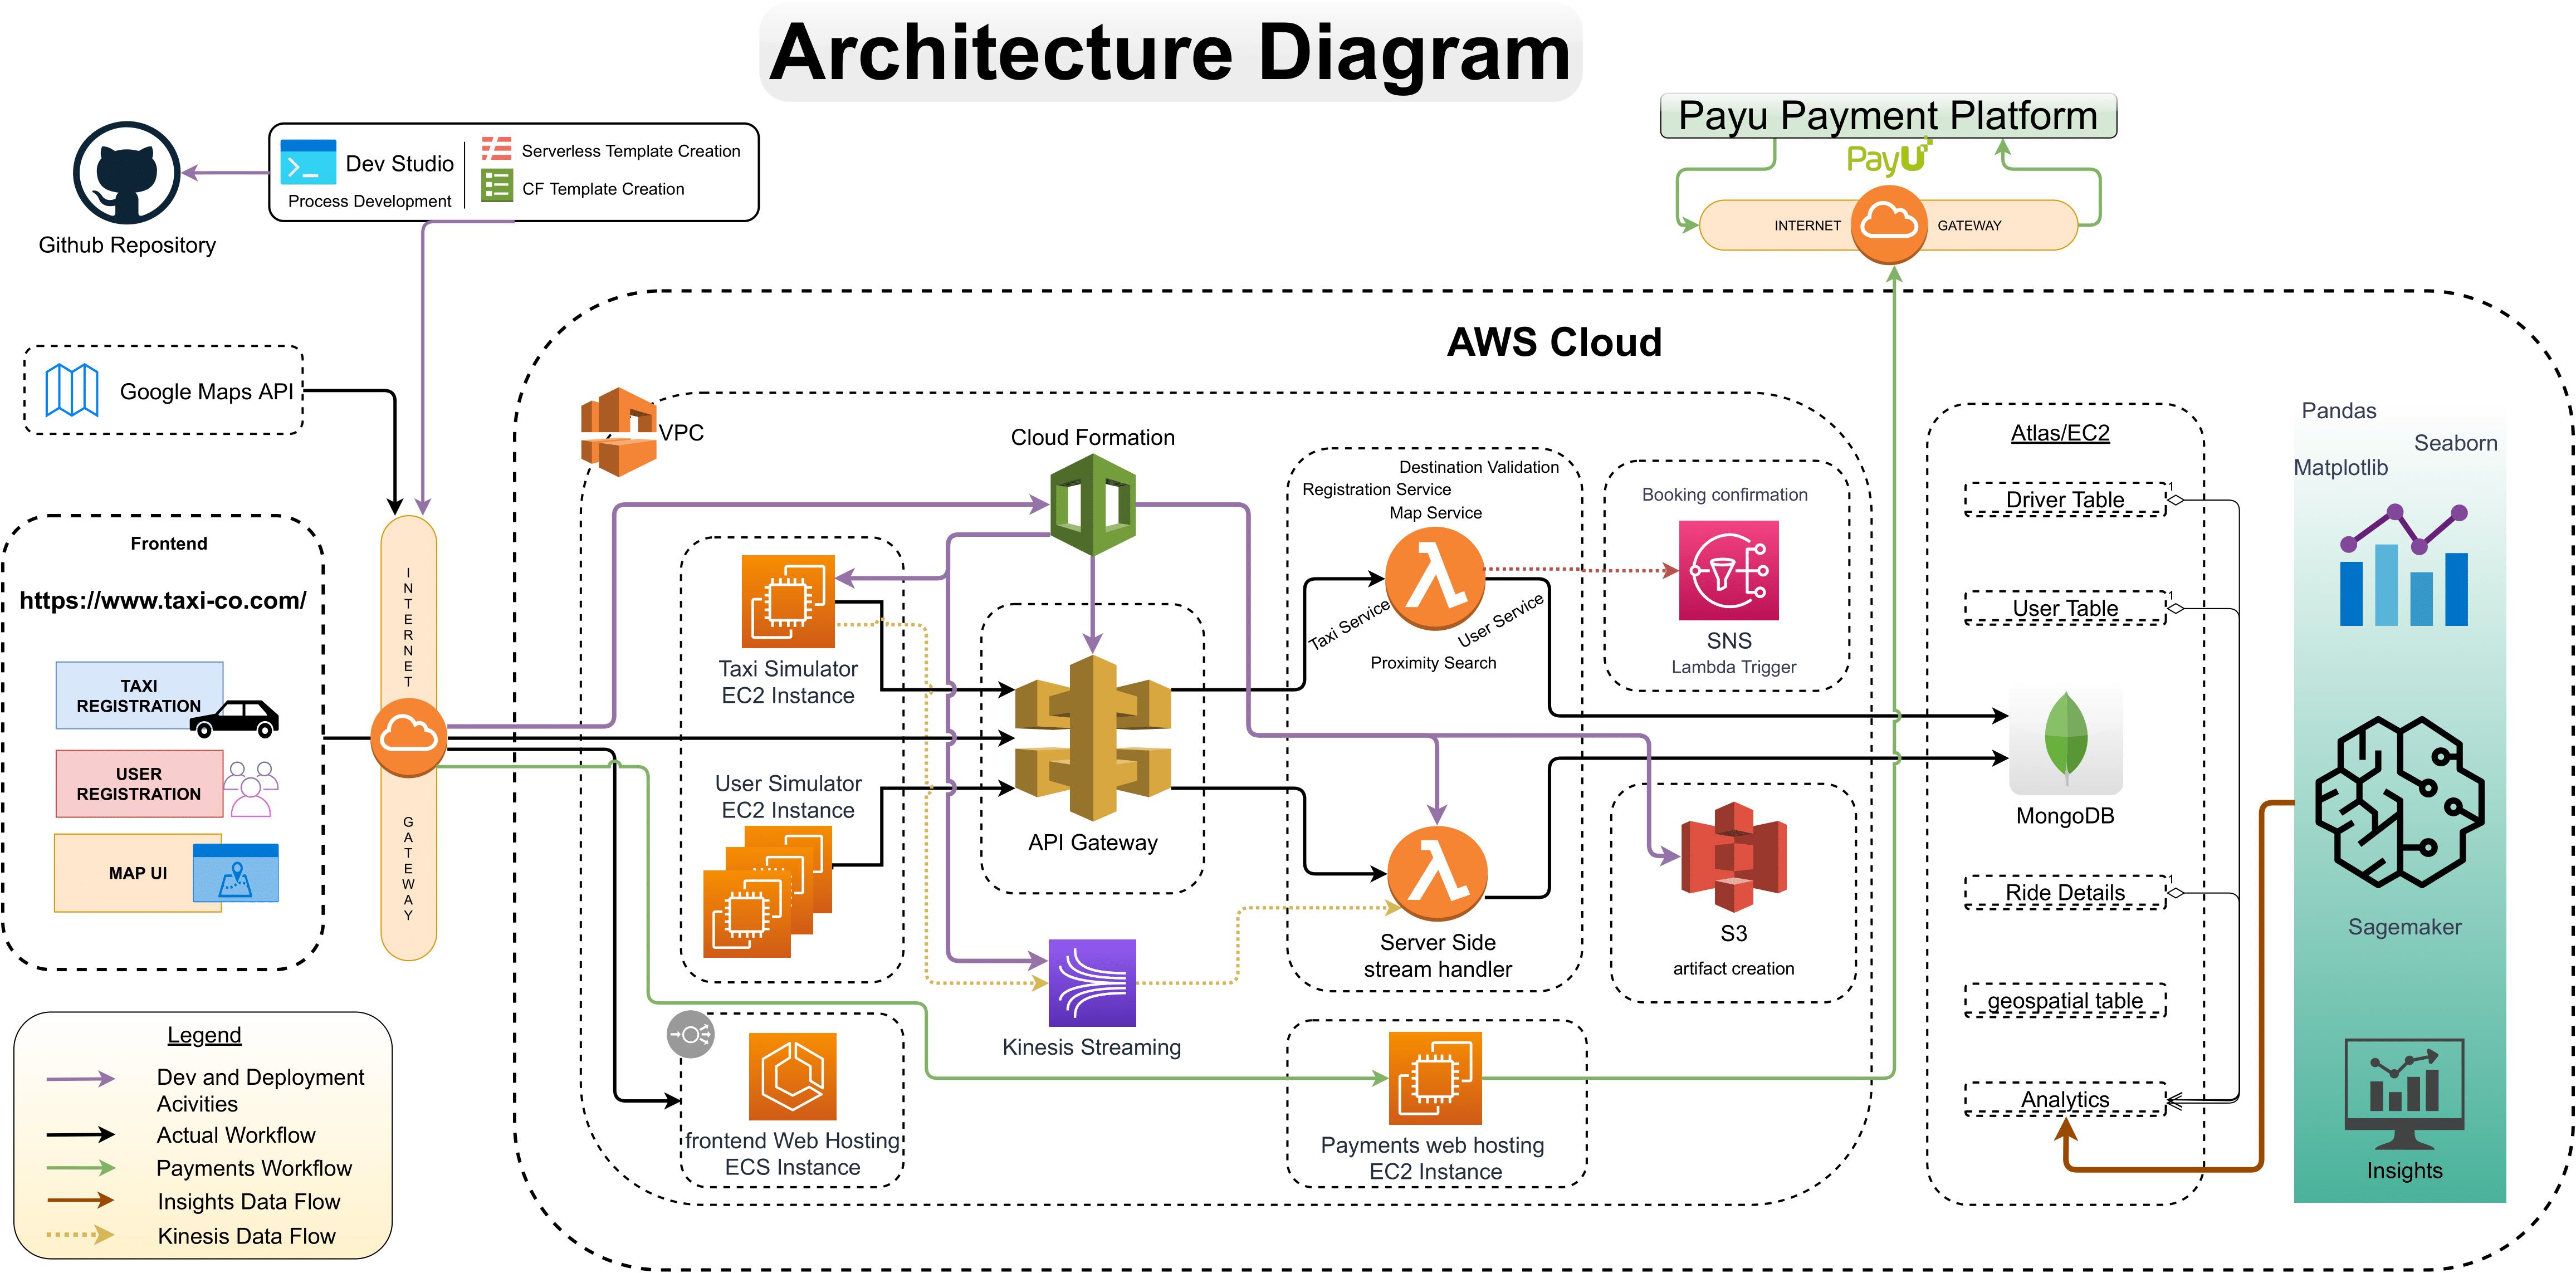 Architecture Diagram
Payu Payment Platform
PayU
INTERNET
GATEWAY
Dev Studio
Process Development
Serverless Template Creation
CF Template Creation
Github Repository
AWS Cloud
Google Maps API
VPC
Cloud Formation
Frontend
https://www.taxi-co.com/
TAXI
REGISTRATION
USER
REGISTRATION
MAP UI
INTERNET
GATEWAY
Taxi Simulator
EC2 Instance
User Simulator
EC2 Instance
API Gateway
Kinesis Streaming
frontend Web Hosting
ECS Instance
Destination Validation
Registration Service
Map Service
Taxi Service
User Service
Proximity Search
Server Side
stream handler
Booking confirmation
SNS
Lambda Trigger
S3
artifact creation
Payments web hosting
EC2 Instance
Atlas/EC2
Driver Table
1
User Table
1
MongoDB
Ride Details
1
geospatial table
Analytics
Pandas
Seaborn
Matplotlib
Sagemaker
Insights
Legend
Dev and Deployment
Acivities
Actual Workflow
Payments Workflow
Insights Data Flow
Kinesis Data Flow